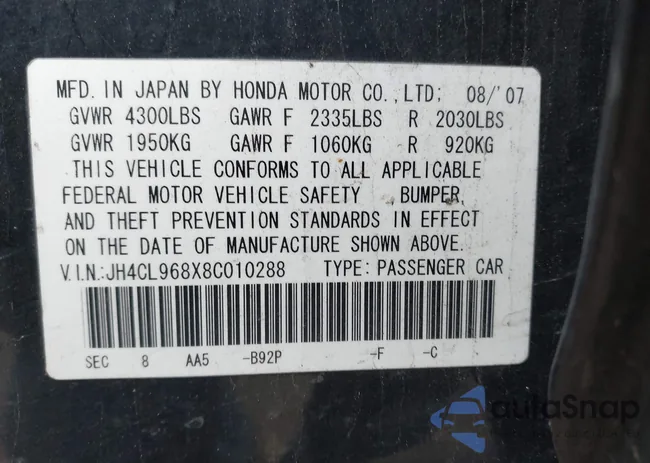 MFD. IN JAPAN BY HONDA MOTOR CO., LTD; 08/'07
GVWR 4300LBS GAWR F 2335LBS R 2030LBS
GVWR 1950KG GAWR F 1060KG R 920KG
THIS VEHICLE CONFORMS TO ALL APPLICABLE
FEDERAL MOTOR VEHICLE SAFETY , BUMPER,
AND THEFT PREVENTION STANDARDS IN EFFECT
ON THE DATE OF MANUFACTURE SHOWN ABOVE.
V.I.N:JH4CL968X8C010288 TYPE: PASSENGER CAR
SEC 8 AA5 -B92P -F -C -
autoSnap